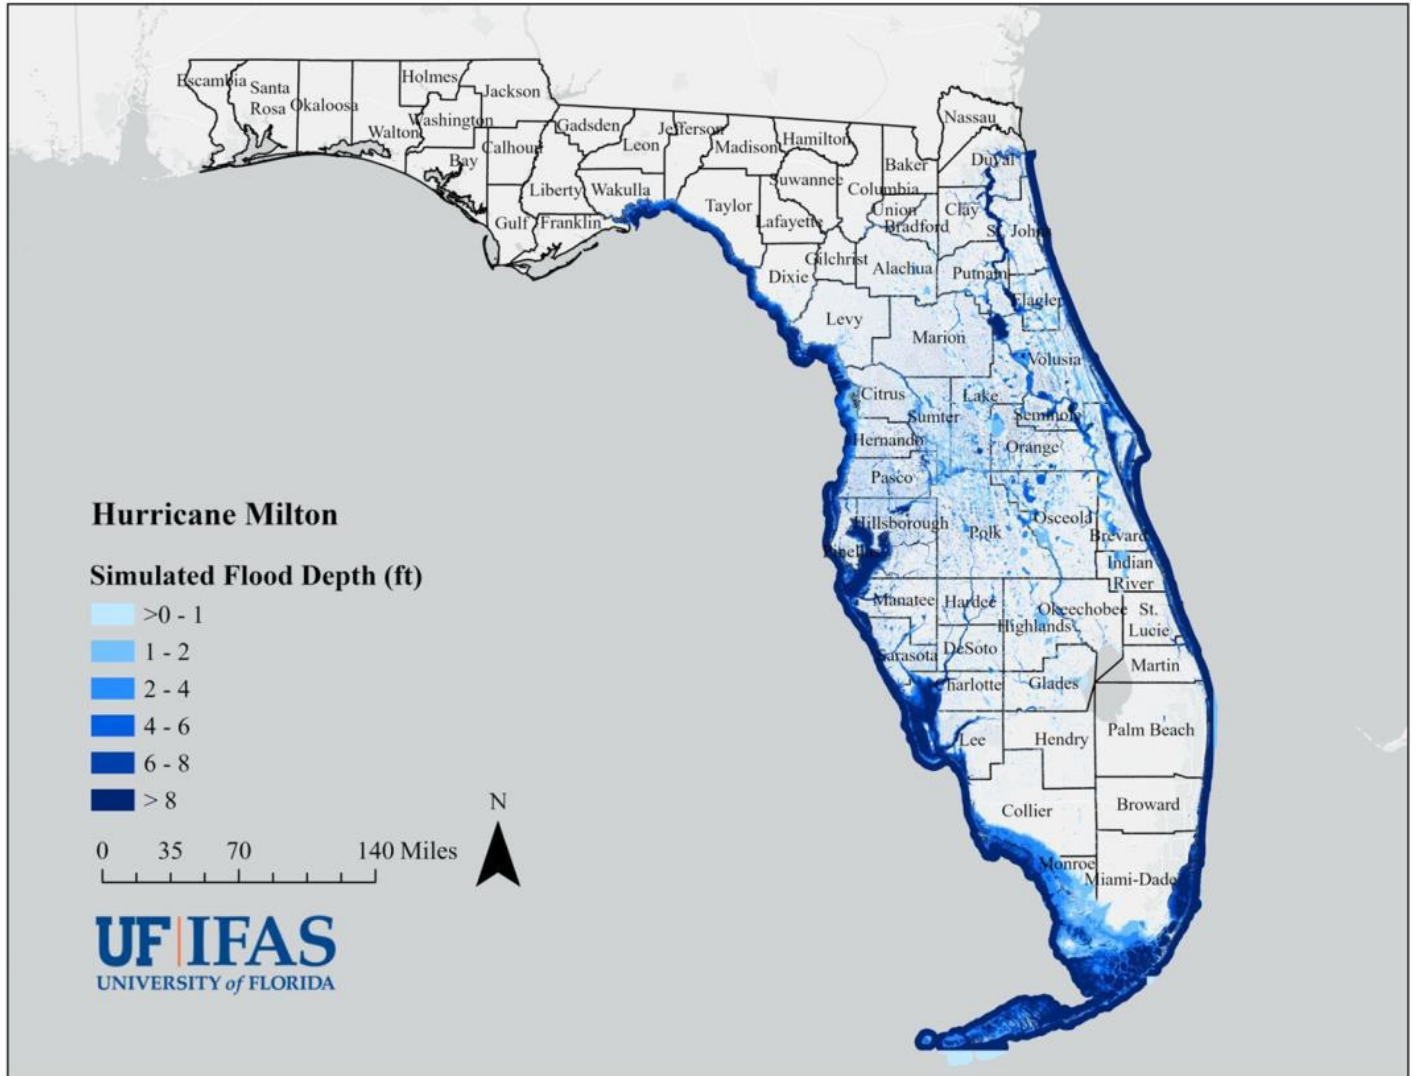 Escambia
Santa
Rosa
Okaloosa
Holmes
Jackson
Washington
Walton
Bay
Calhoun
Gulf
Gadsden
Liberty
Franklin
Leon
Wakulla
Jefferson
Madison
Taylor
Hamilton
Suwannee
Lafayette
Dixie
Columbia
Gilchrist
Baker
Union
Bradford
Nassau
Duval
Clay
St. Johns
Alachua
Putnam
Flagler
Levy
Marion
Volusia
Citrus
Lake
Sumter
Seminole
Hernando
Orange
Pasco
Hillsborough
Pinellas
Polk
Osceola
Brevard
Indian
River
Manatee
Hardee
Okeechobee
Highlands
St.
Lucie
Sarasota
DeSoto
Martin
Charlotte
Glades
Lee
Hendry
Palm Beach
Collier
Broward
Monroe
Miami-Dade
Hurricane Milton
Simulated Flood Depth (ft)
>0 - 1
1 - 2
2 - 4
4 - 6
6 - 8
> 8
N
0 35 70 140 Miles
UF|IFAS
UNIVERSITY of FLORIDA